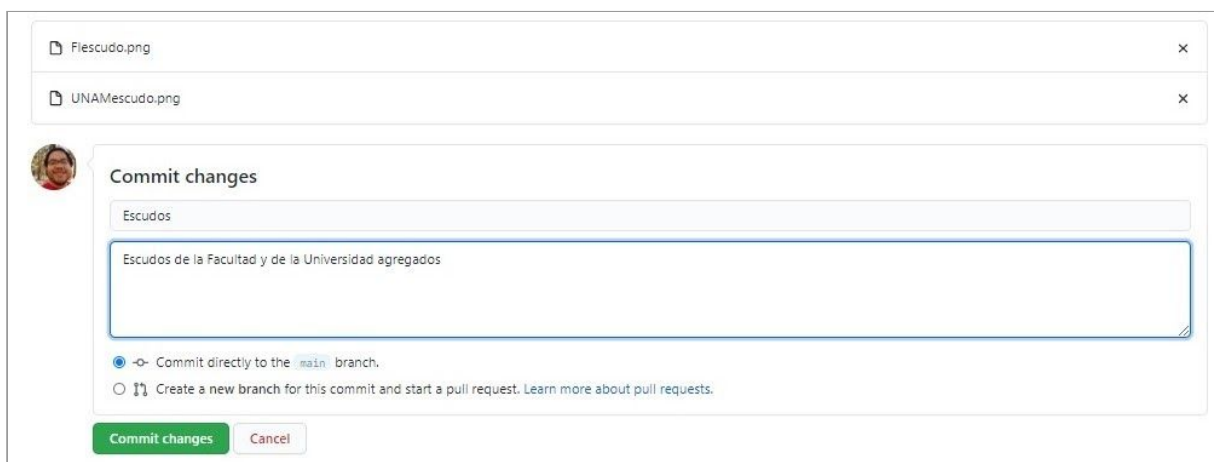 FIescudo.png
UNAMescudo.png
Commit changes
Escudos
Escudos de la Facultad y de la Universidad agregados
Commit directly to the main branch.
Create a new branch for this commit and start a pull request. Learn more about pull requests.
Commit changes Cancel